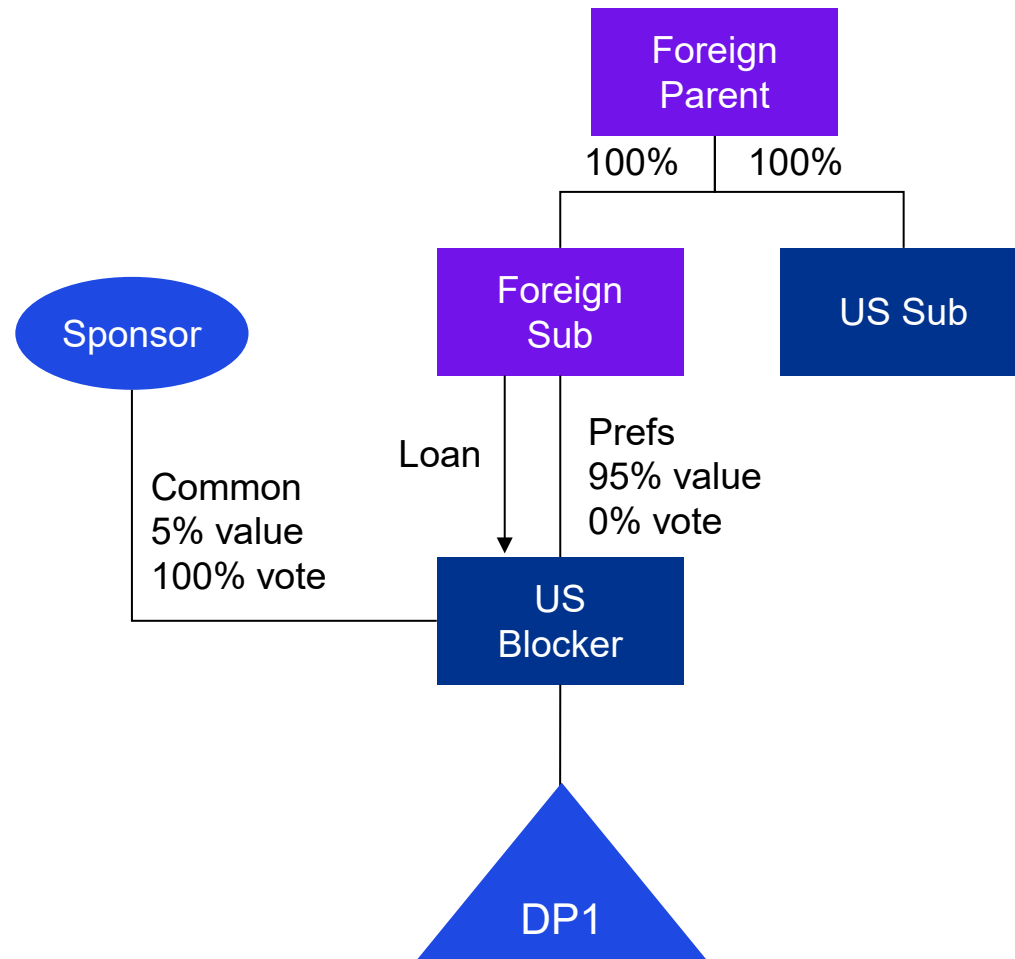 Foreign
Parent
100%
100%
Foreign
Sub
US Sub
Sponsor
Loan
Prefs
95% value
0% vote
Common
5% value
100% vote
US
Blocker
DP1